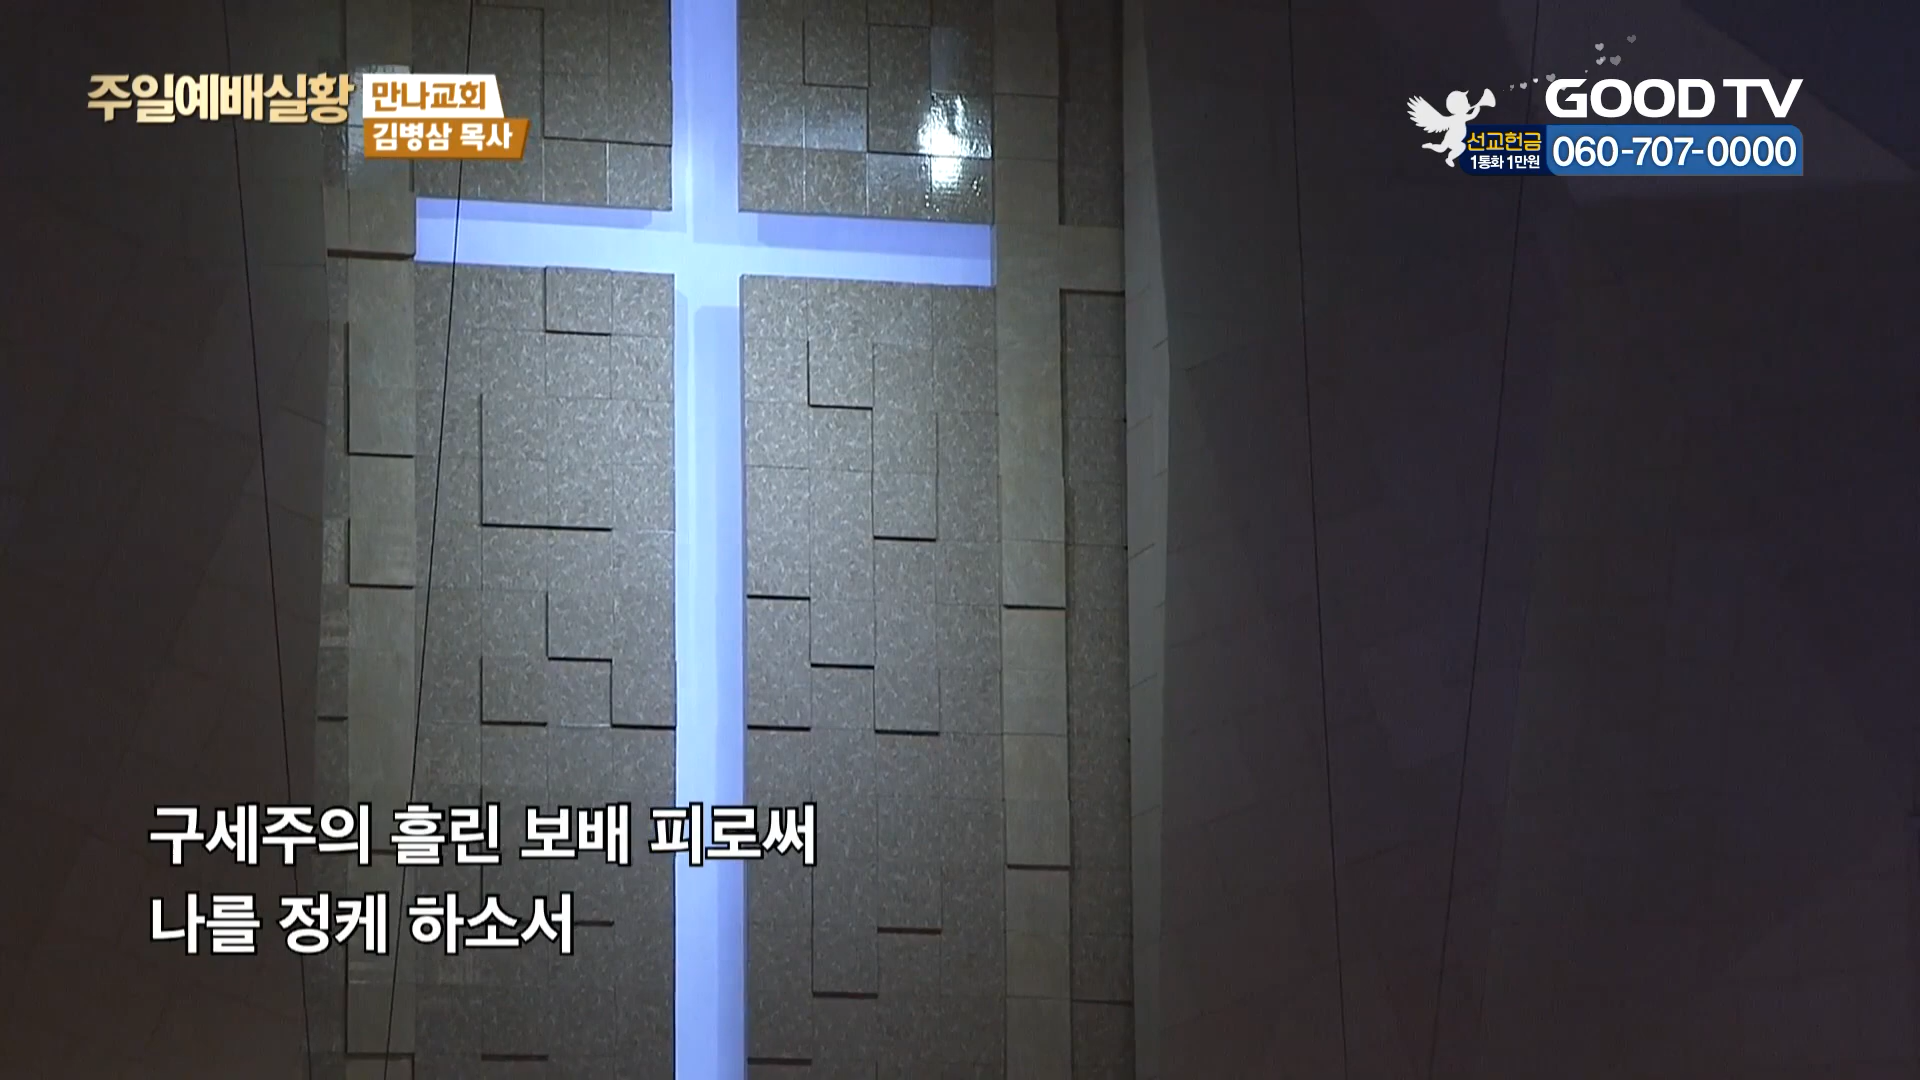 주일예배실황
만나교회
김병삼 목사
GOOD TV
선교헌금
1통화 1만원
060-707-0000
구세주의 흘린 보배 피로써
나를 정케 하소서